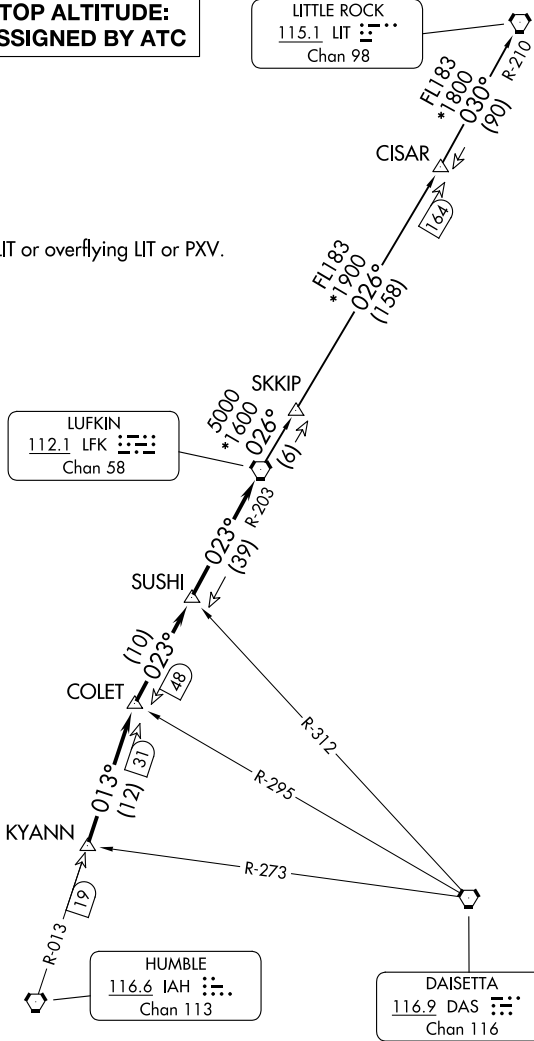 TOP ALTITUDE:
SSIGNED BY ATC
LITTLE ROCK
115.1 LIT
Chan 98
R-210
FL183
*1800
030°
(90)
CISAR
164
IT or overflying LIT or PXV.
FL183
*1900
026°
(158)
SKKIP
5000
*1600
026°
(6)
LUFKIN
112.1 LFK
Chan 58
R-203
023°
(39)
SUSHI
(10)
023°
48
COLET
R-312
R-295
31
013°
(12)
KYANN
R-273
19
R-013
HUMBLE
116.6 IAH
Chan 113
DAISETTA
116.9 DAS
Chan 116